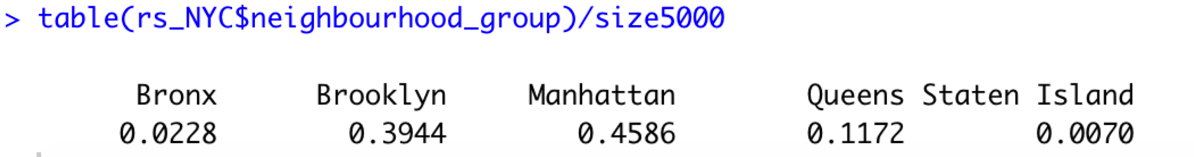 > table(rs_NYC$neighbourhood_group)/size5000
Bronx Brooklyn Manhattan Queens Staten Island
0.0228 0.3944 0.4586 0.1172 0.0070